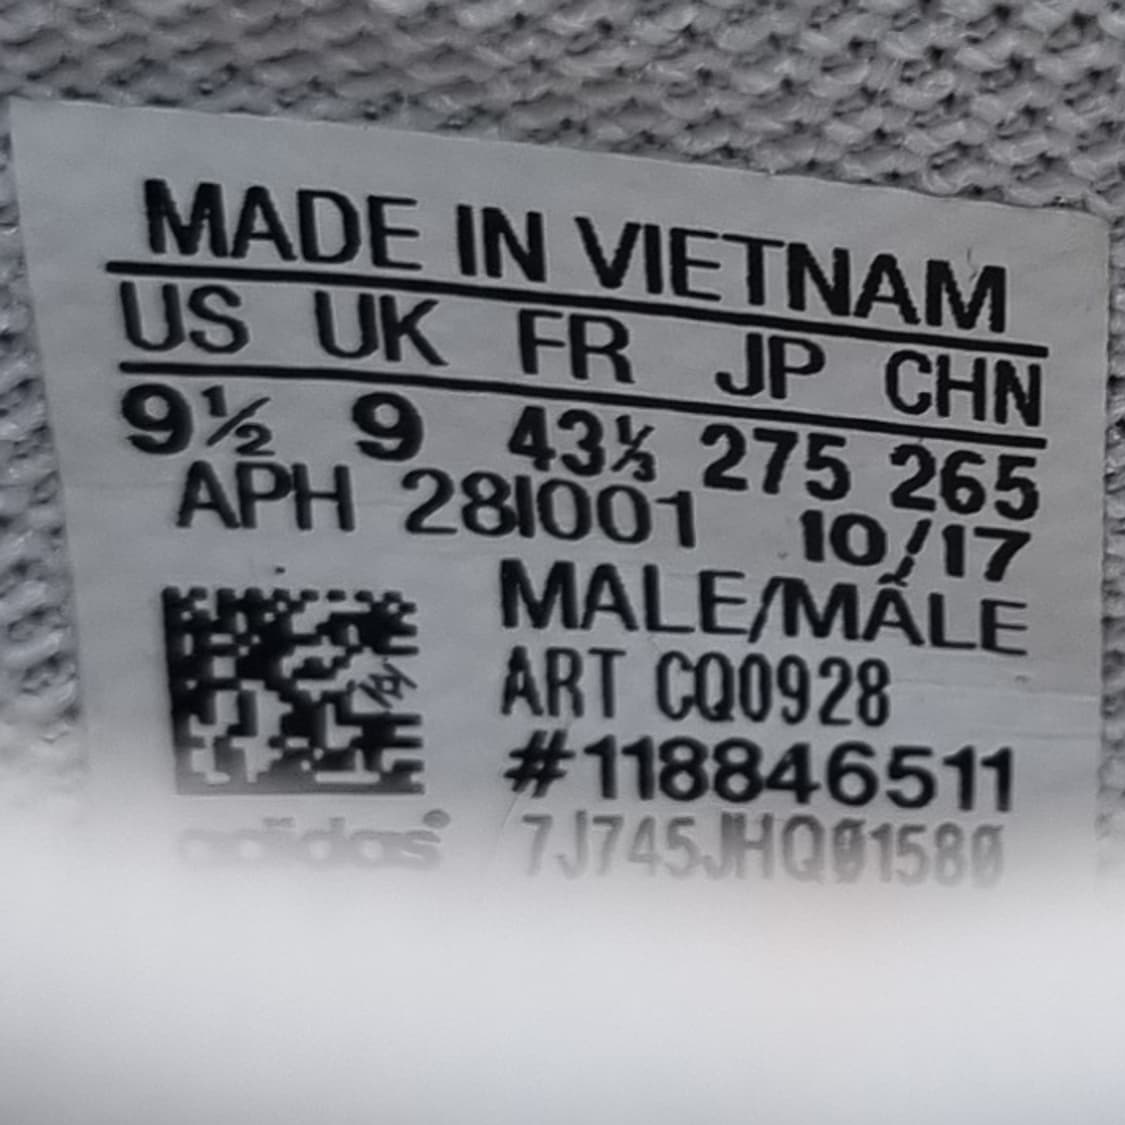 MADE IN VIETNAM
US UK FR JP CHN
9½ 9 43⅓ 275 265
APH 28I001 10/17
MALE/MÂLE
ART CQ0928
#118846511
adidas 7J745JHQ01580